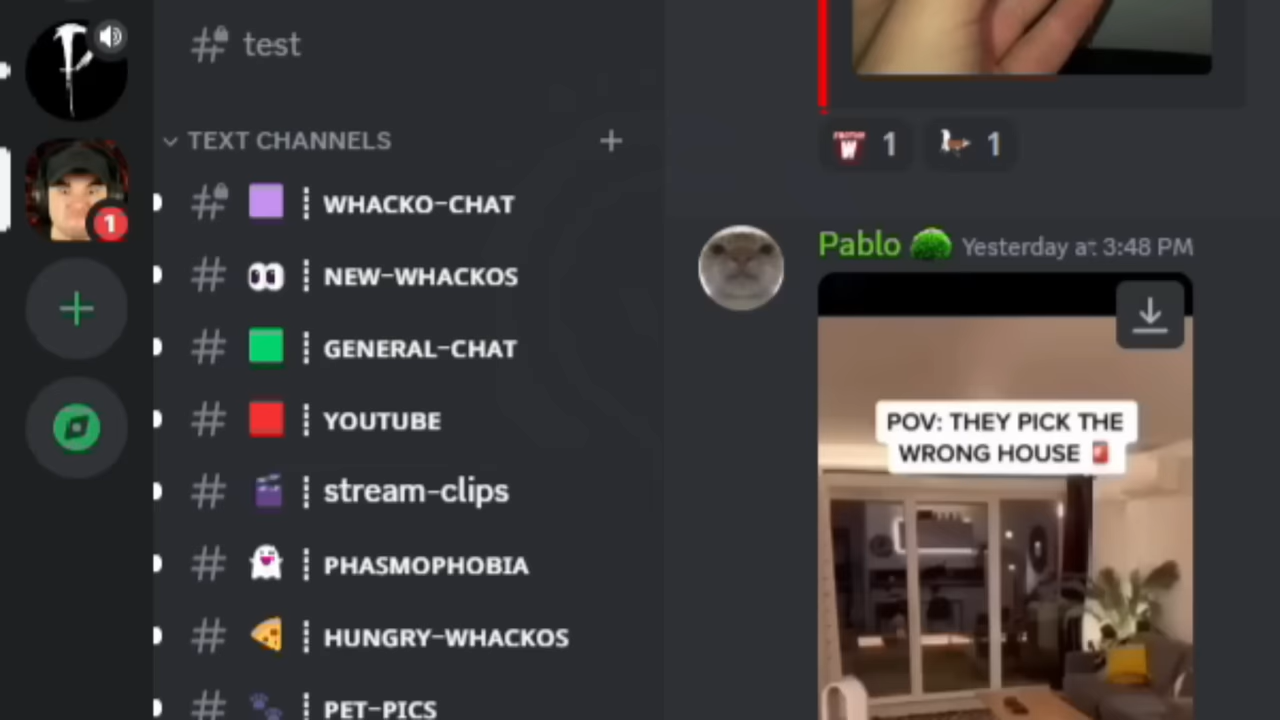 test
TEXT CHANNELS
WHACKO-CHAT
NEW-WHACKOS
GENERAL-CHAT
YOUTUBE
stream-clips
PHASMOPHOBIA
HUNGRY-WHACKOS
PET-PICS
1
W 1
1
Pablo Yesterday at 3:48 PM
POV: THEY PICK THE
WRONG HOUSE